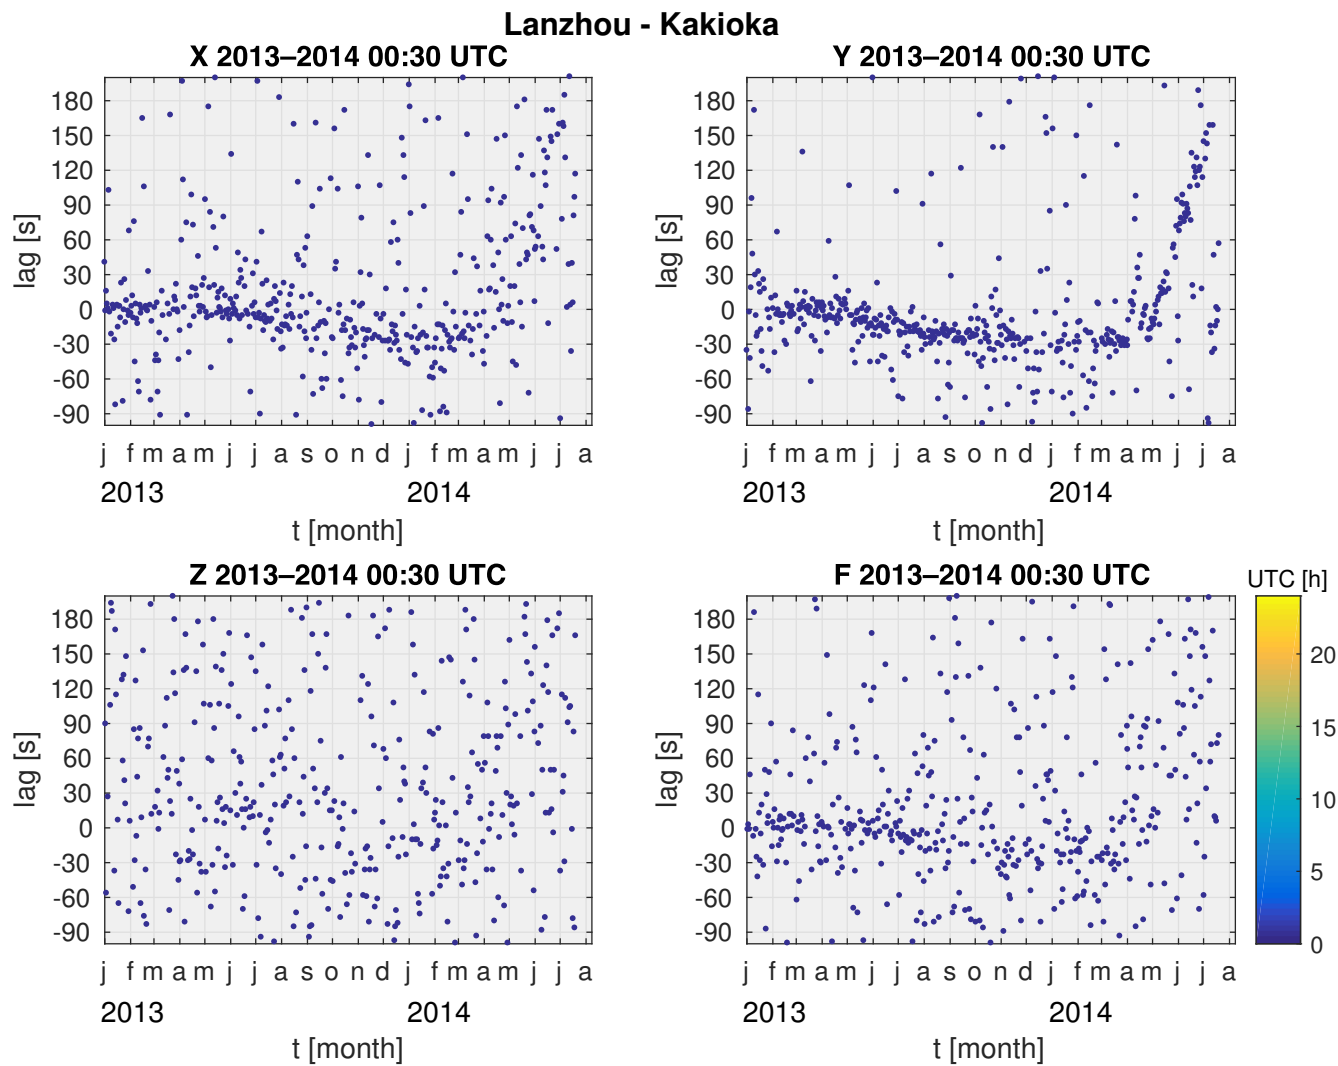 Lanzhou - Kakioka
X 2013–2014 00:30 UTC
180
150
120
90
60
30
0
-30
-60
-90
lag [s]
j f m a m j j a s o n d j f m a m j j a
2013 2014
t [month]
Y 2013–2014 00:30 UTC
180
150
120
90
60
30
0
-30
-60
-90
lag [s]
j f m a m j j a s o n d j f m a m j j a
2013 2014
t [month]
Z 2013–2014 00:30 UTC
180
150
120
90
60
30
0
-30
-60
-90
lag [s]
j f m a m j j a s o n d j f m a m j j a
2013 2014
t [month]
F 2013–2014 00:30 UTC
180
150
120
90
60
30
0
-30
-60
-90
lag [s]
j f m a m j j a s o n d j f m a m j j a
2013 2014
t [month]
UTC [h]
20
15
10
5
0